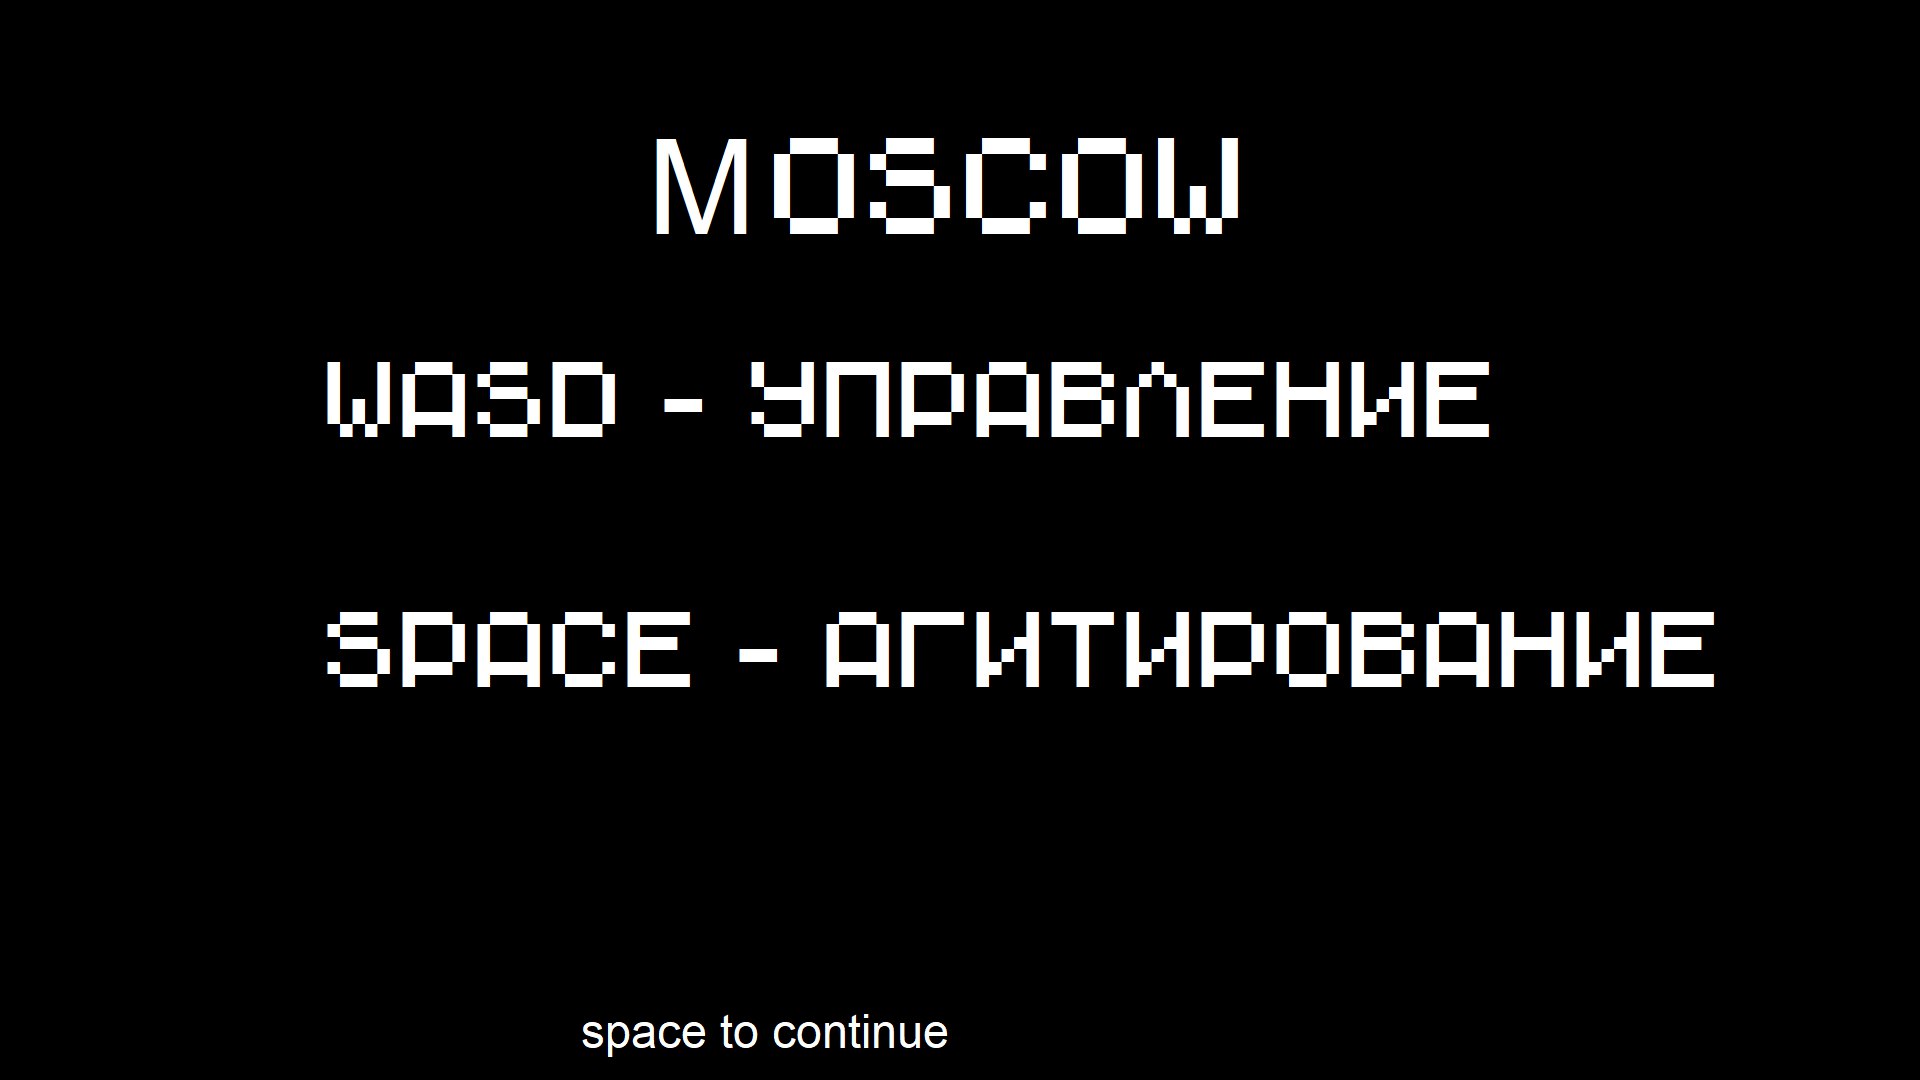 MOSCOW
WASD - УПРАВЛЕНИЕ
SPACE - АГИТИРОВАНИЕ
space to continue